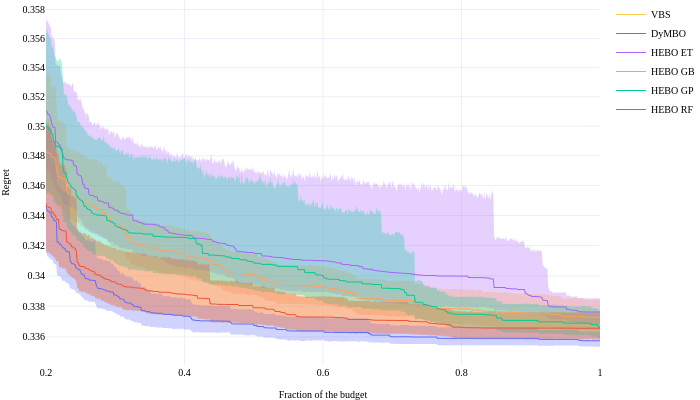 0.358
0.356
0.354
0.352
0.35
0.348
0.346
0.344
0.342
0.34
0.338
0.336
Regret
0.2
0.4
0.6
0.8
1
Fraction of the budget
VBS
DyMBO
HEBO ET
HEBO GB
HEBO GP
HEBO RF